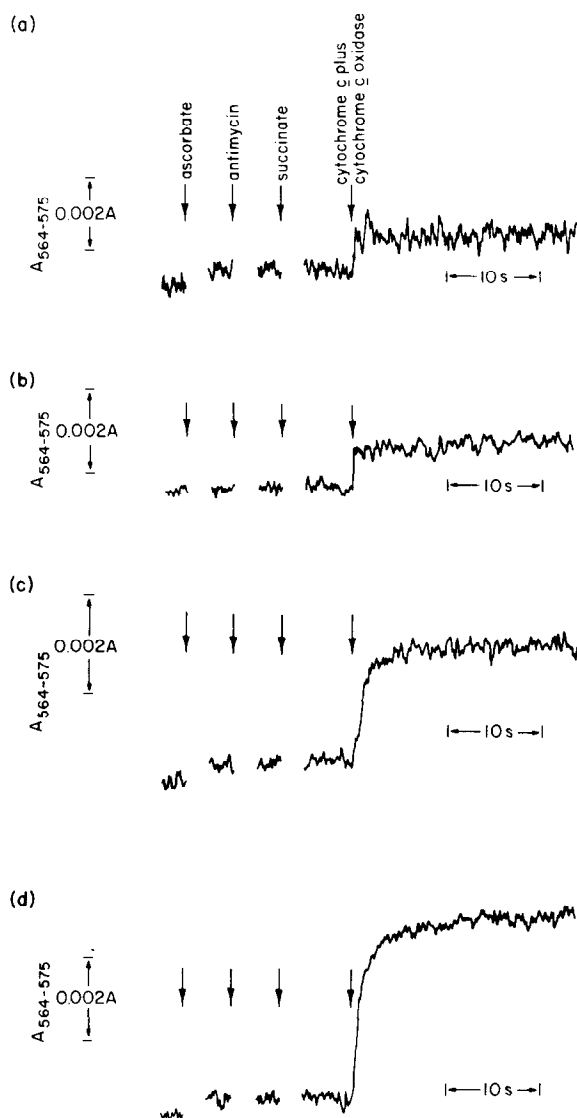 (a)
ascorbate
antimycin
succinate
cytochrome c plus
cytochrome c oxidase
A564-575
0.002A
10s
(b)
A564-575
0.002A
10s
(c)
A564-575
0.002A
10s
(d)
A564-575
0.002A
10s